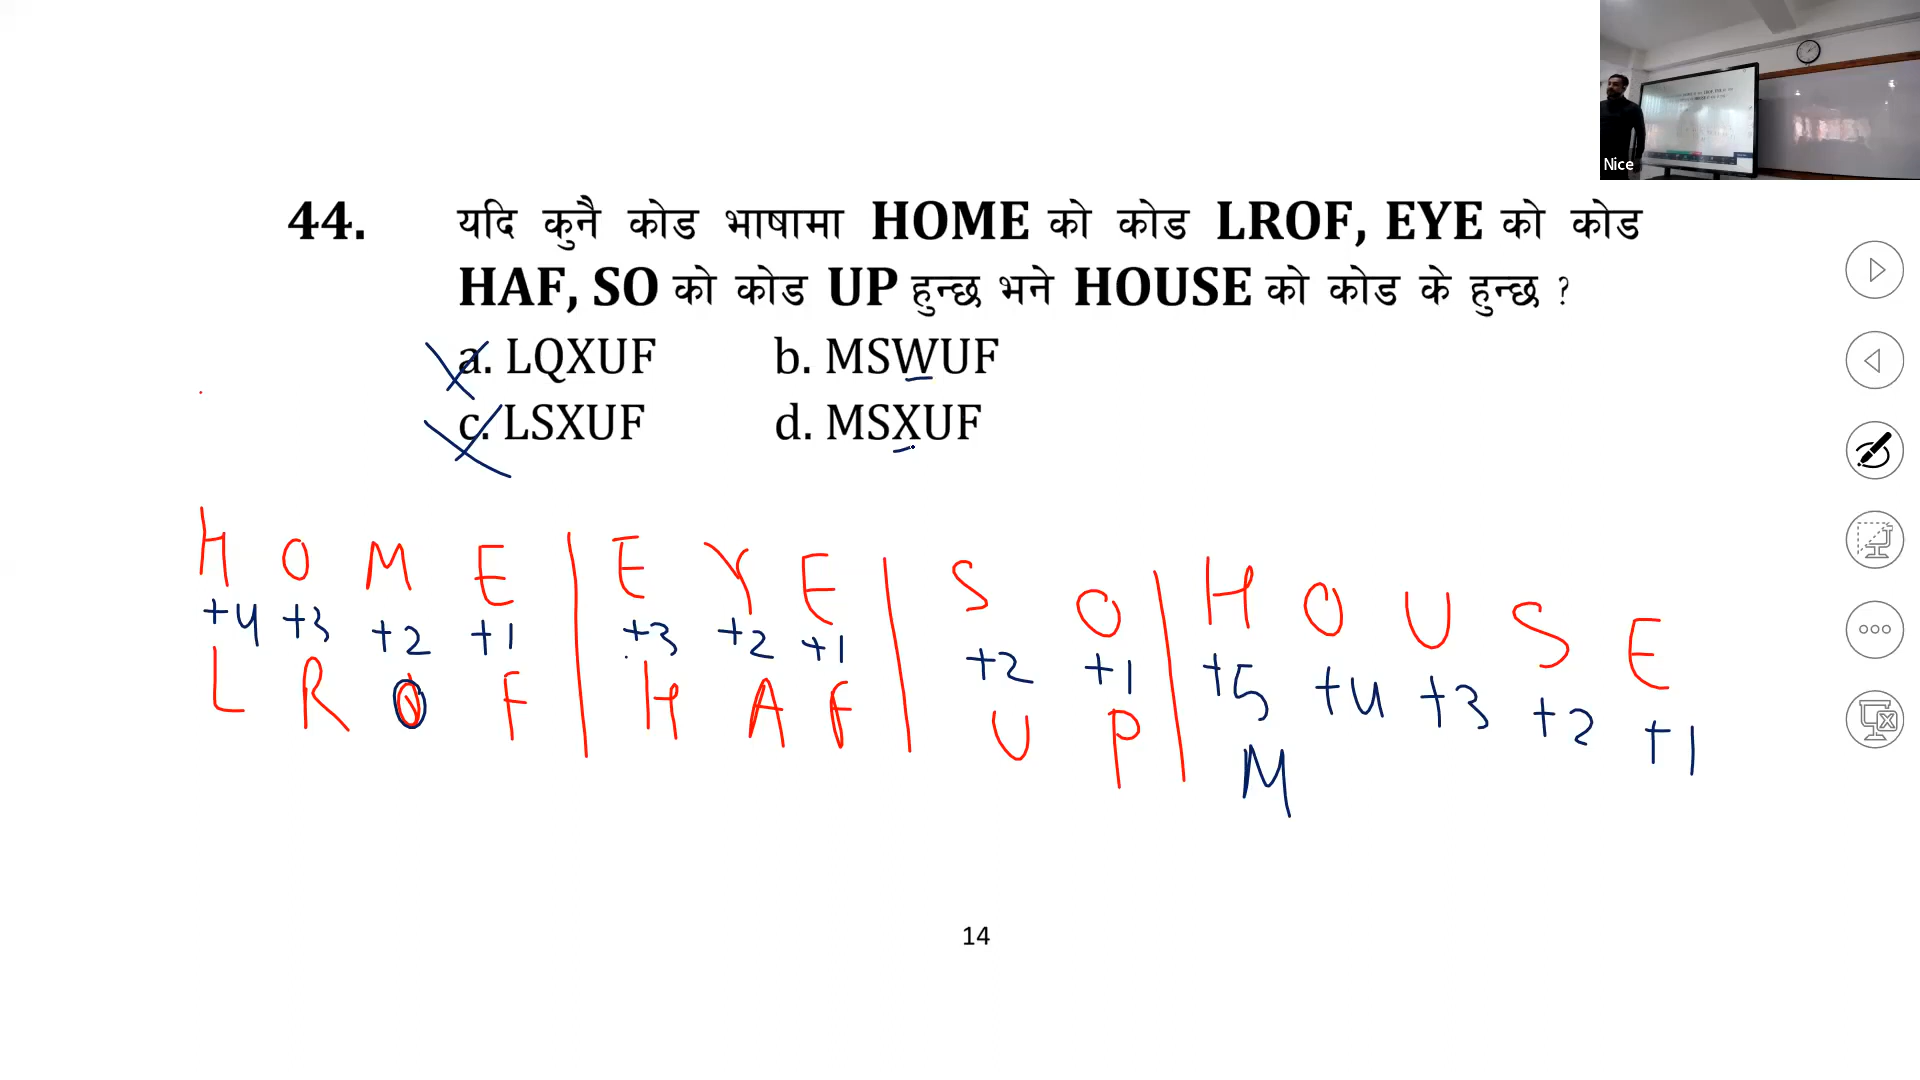 Nice
44. यदि कुनै कोड भाषामा HOME को कोड LROF, EYE को कोड
HAF, SO को कोड UP हुन्छ भने HOUSE को कोड के हुन्छ ?
a. LQXUF b. MSWUF
c. LSXUF d. MSXUF
H O M E E Y E S O H O U S E
+4 +3 +2 +1 +3 +2 +1 +2 +1 +5 +4 +3 +2 +1
L R O F H A F U P M
14